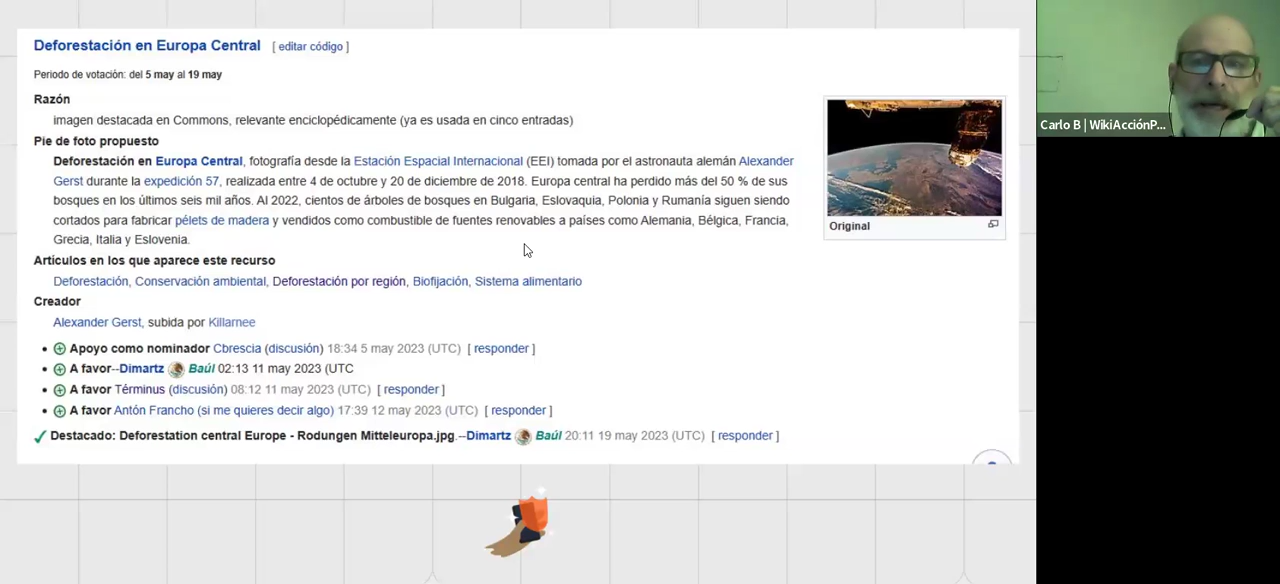 Deforestación en Europa Central [ editar código ]
Periodo de votación: del 5 may al 19 may
Razón
imagen destacada en Commons, relevante enciclopédicamente (ya es usada en cinco entradas)
Pie de foto propuesto
Deforestación en Europa Central, fotografía desde la Estación Espacial Internacional (EEI) tomada por el astronauta alemán Alexander
Gerst durante la expedición 57, realizada entre 4 de octubre y 20 de diciembre de 2018. Europa central ha perdido más del 50 % de sus
bosques en los últimos seis mil años. Al 2022, cientos de árboles de bosques en Bulgaria, Eslovaquia, Polonia y Rumanía siguen siendo
cortados para fabricar pélets de madera y vendidos como combustible de fuentes renovables a países como Alemania, Bélgica, Francia,
Grecia, Italia y Eslovenia.
Original
Artículos en los que aparece este recurso
Deforestación, Conservación ambiental, Deforestación por región, Biofijación, Sistema alimentario
Creador
Alexander Gerst, subida por Killarnee
• Apoyo como nominador Cbrescia (discusión) 18:34 5 may 2023 (UTC) [ responder ]
• A favor--Dimartz Baúl 02:13 11 may 2023 (UTC
• A favor Términus (discusión) 08:12 11 may 2023 (UTC) [ responder ]
• A favor Antón Francho (si me quieres decir algo) 17:39 12 may 2023 (UTC) [ responder ]
Destacado: Deforestation central Europe - Rodungen Mitteleuropa.jpg.--Dimartz Baúl 20:11 19 may 2023 (UTC) [ responder ]
Carlo B | WikiAcciónP...